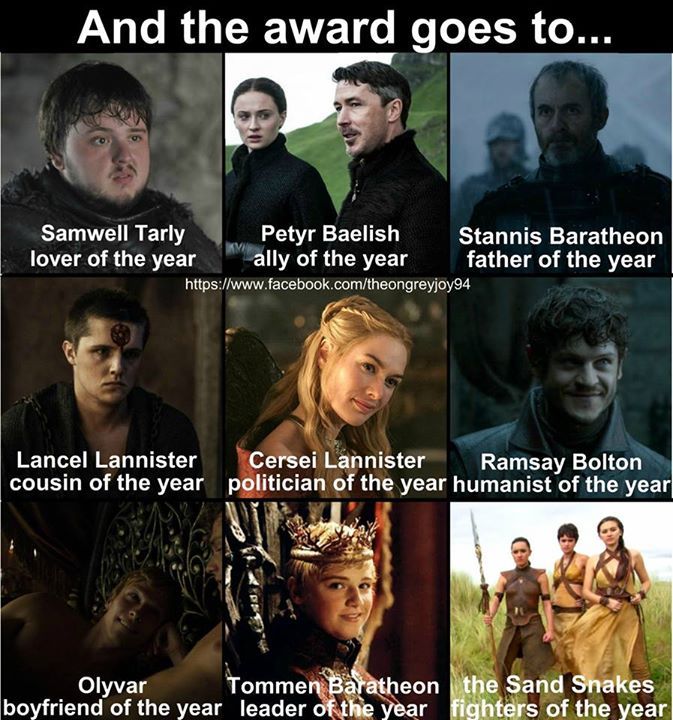 And the award goes to...
Samwell Tarly
lover of the year
Petyr Baelish
ally of the year
Stannis Baratheon
father of the year
https://www.facebook.com/theongreyjoy94
Lancel Lannister
cousin of the year
Cersei Lannister
politician of the year
Ramsay Bolton
humanist of the year
Olyvar
boyfriend of the year
Tommen Baratheon
leader of the year
the Sand Snakes
fighters of the year